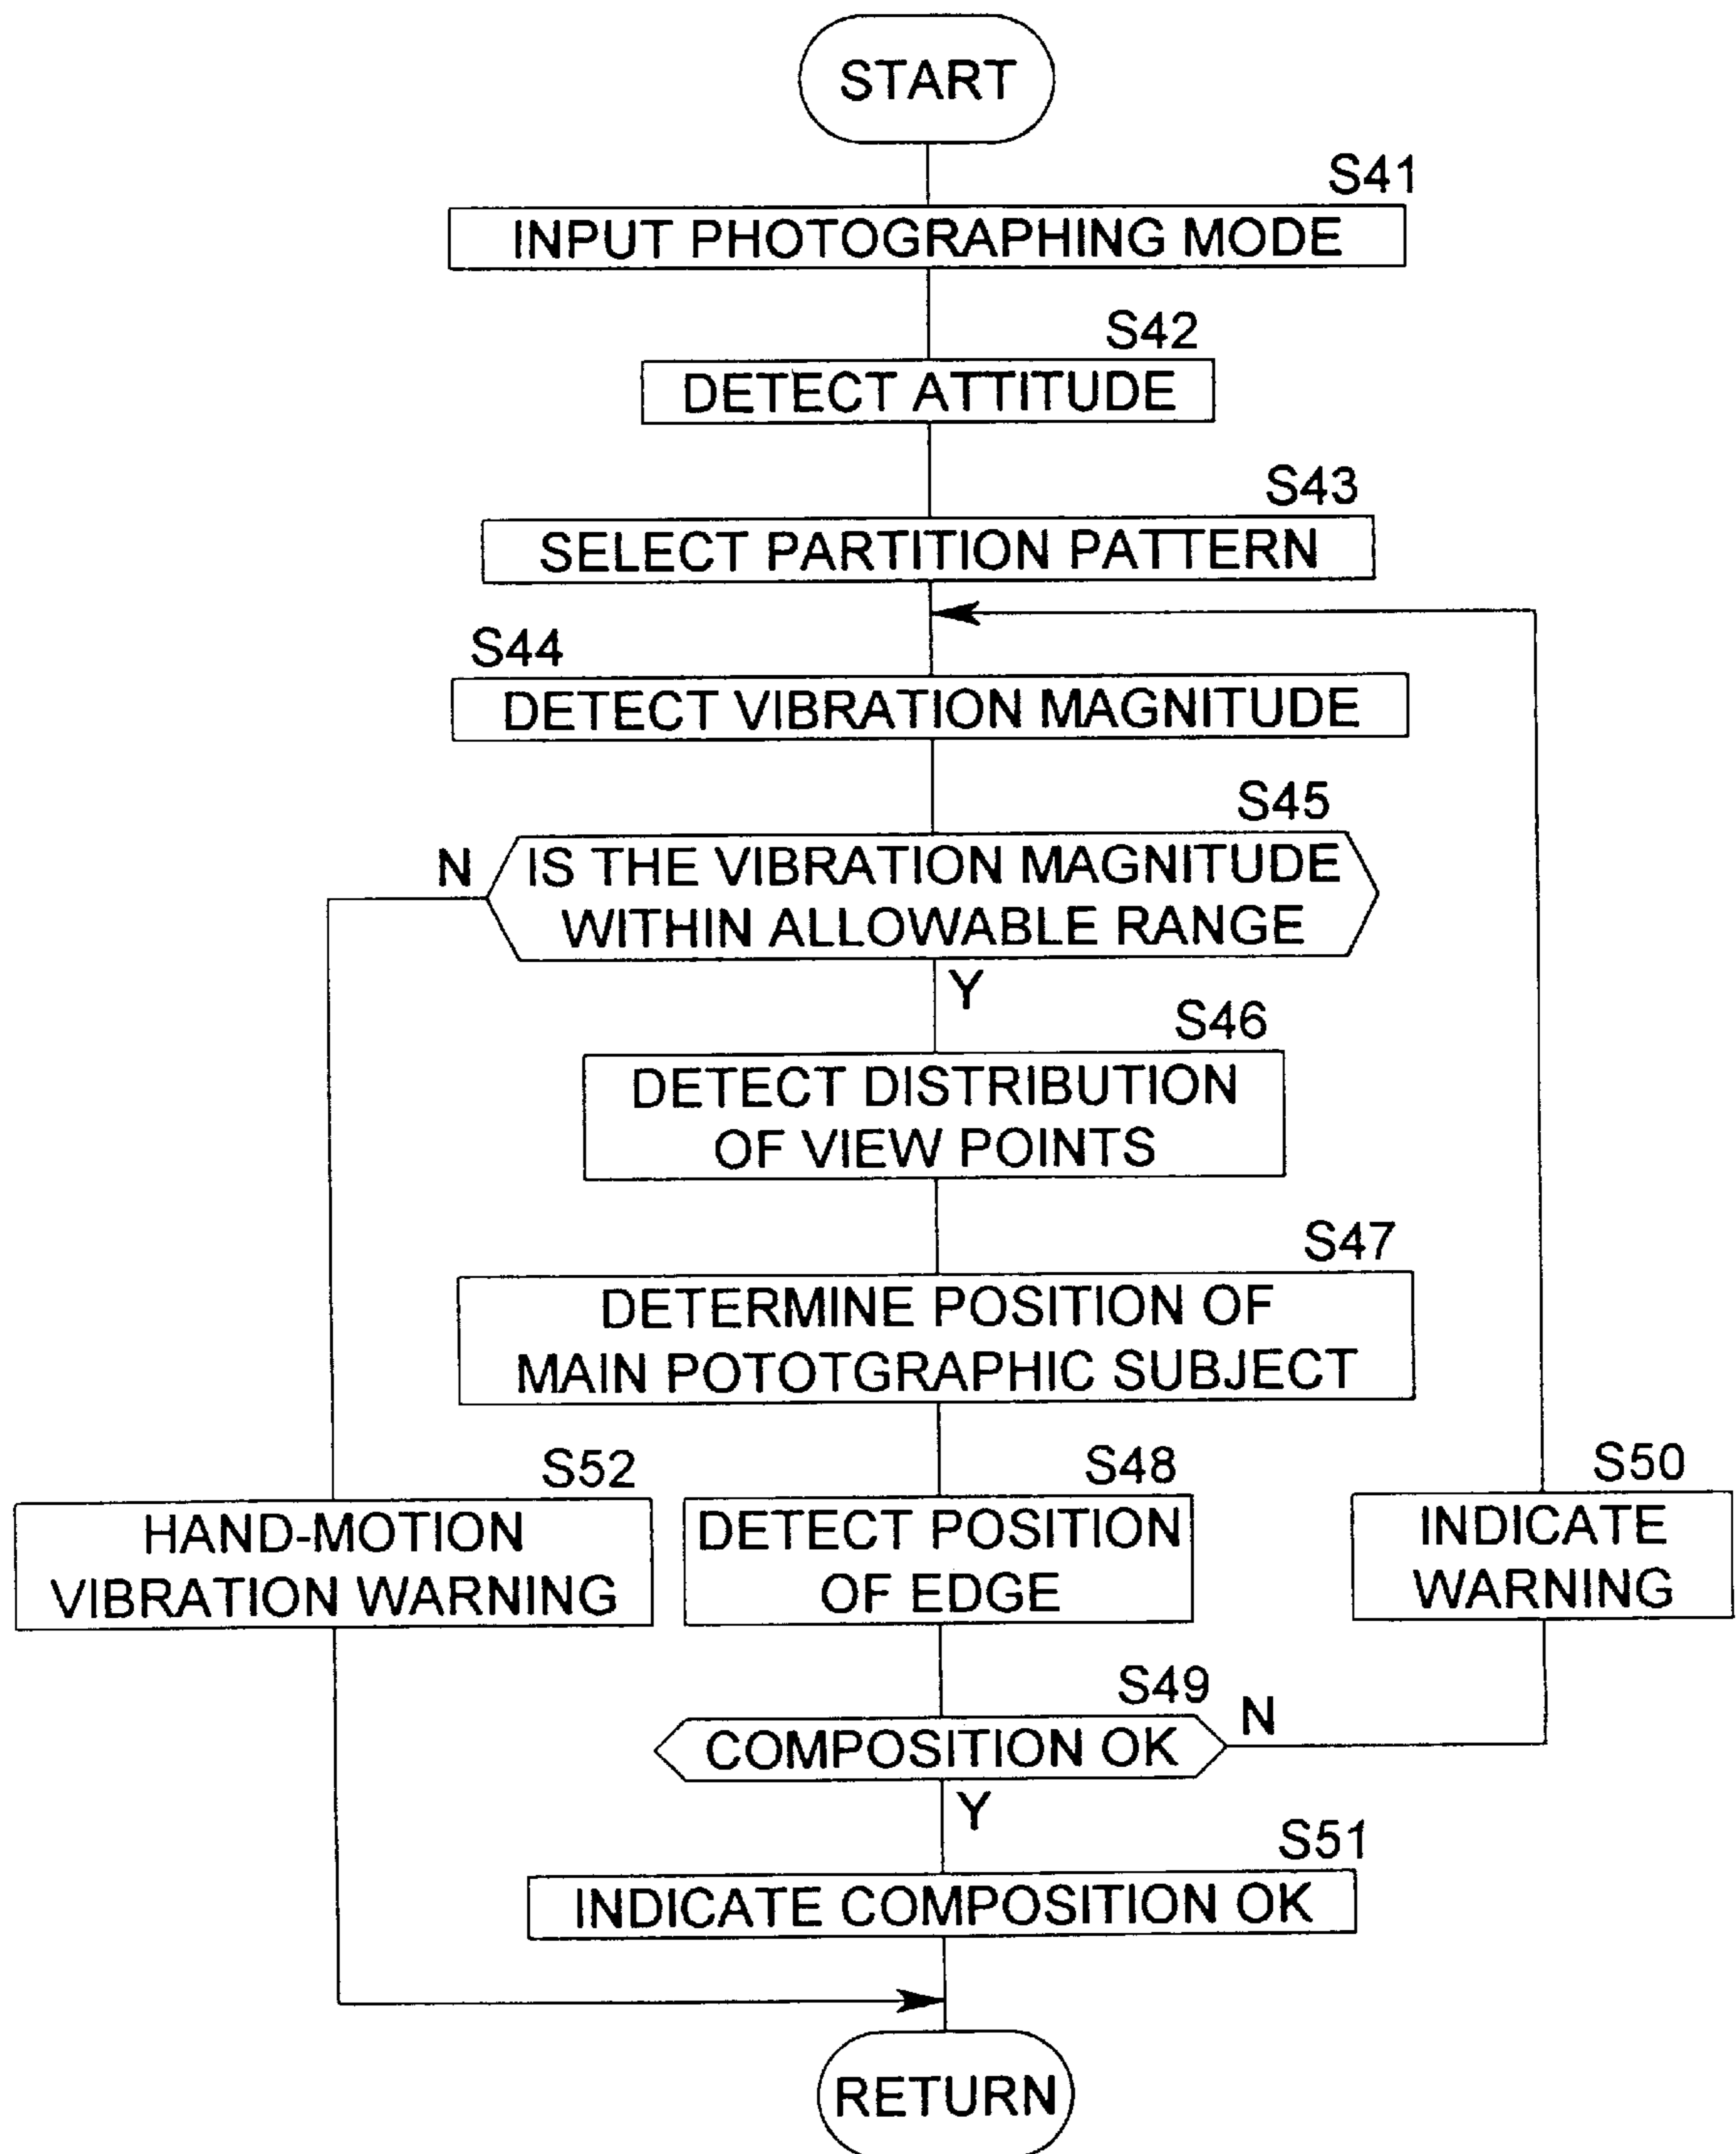 START
S41
INPUT PHOTOGRAPHING MODE
S42
DETECT ATTITUDE
S43
SELECT PARTITION PATTERN
S44
DETECT VIBRATION MAGNITUDE
S45
N
IS THE VIBRATION MAGNITUDE
WITHIN ALLOWABLE RANGE
Y
S46
DETECT DISTRIBUTION
OF VIEW POINTS
S47
DETERMINE POSITION OF
MAIN POTOTGRAPHIC SUBJECT
S52
HAND-MOTION
VIBRATION WARNING
S48
DETECT POSITION
OF EDGE
S50
INDICATE
WARNING
S49
COMPOSITION OK
N
Y
S51
INDICATE COMPOSITION OK
RETURN